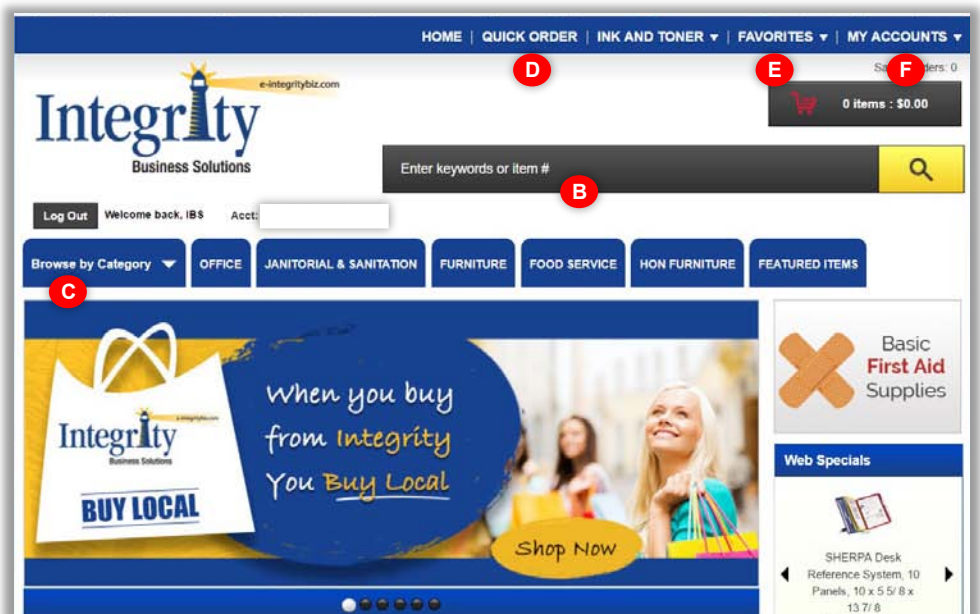 HOME | QUICK ORDER | INK AND TONER ▼ | FAVORITES ▼ | MY ACCOUNTS ▼
D E F
ders: 0
e-integritybiz.com
Integrity
Business Solutions
0 items : $0.00
Enter keywords or item #
B
Log Out Welcome back, IBS Acct:
Browse by Category ▼ OFFICE JANITORIAL & SANITATION FURNITURE FOOD SERVICE HON FURNITURE FEATURED ITEMS
C
Integrity
Business Solutions
BUY LOCAL
When you buy
from Integrity
You Buy Local
Shop Now
Basic
First Aid
Supplies
Web Specials
SHERPA Desk
Reference System, 10
Panels, 10 x 5 5/ 8 x
13 7/ 8